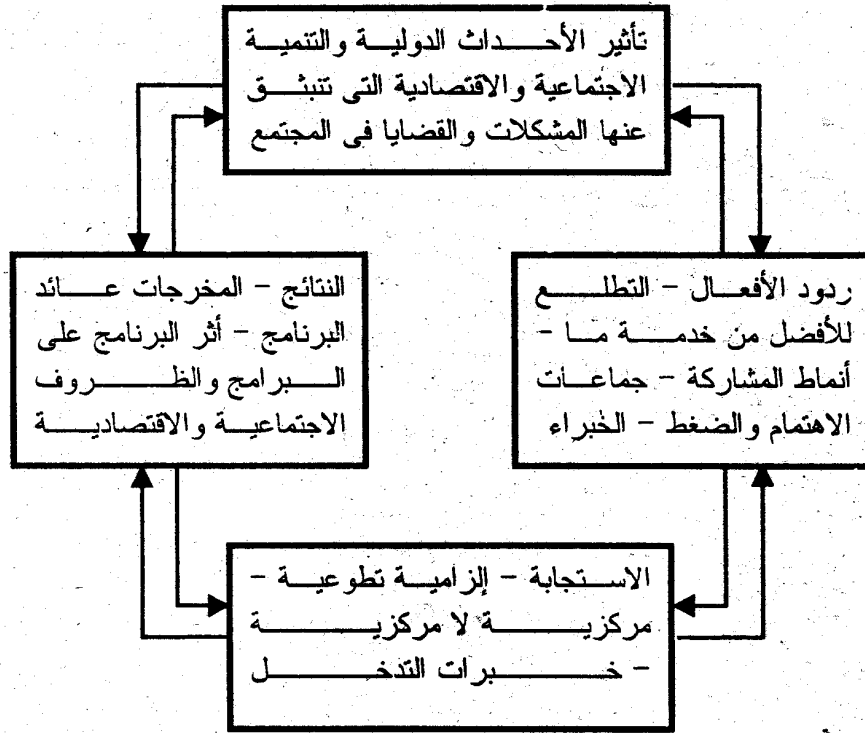 تأثير الأحداث الدولية والتنمية
الاجتماعية والاقتصادية التى تنبثق
عنها المشكلات والقضايا فى المجتمع
ردود الأفعال – التطلع
للأفضل من خدمة ما –
أنماط المشاركة – جماعات
الاهتمام والضغط – الخبراء
النتائج – المخرجات عائد
البرنامج – أثر البرنامج على
البرامج والظروف
الاجتماعية والاقتصادية
الاستجابة – إلزامية تطوعية –
مركزية لا مركزية
– خبرات التدخل